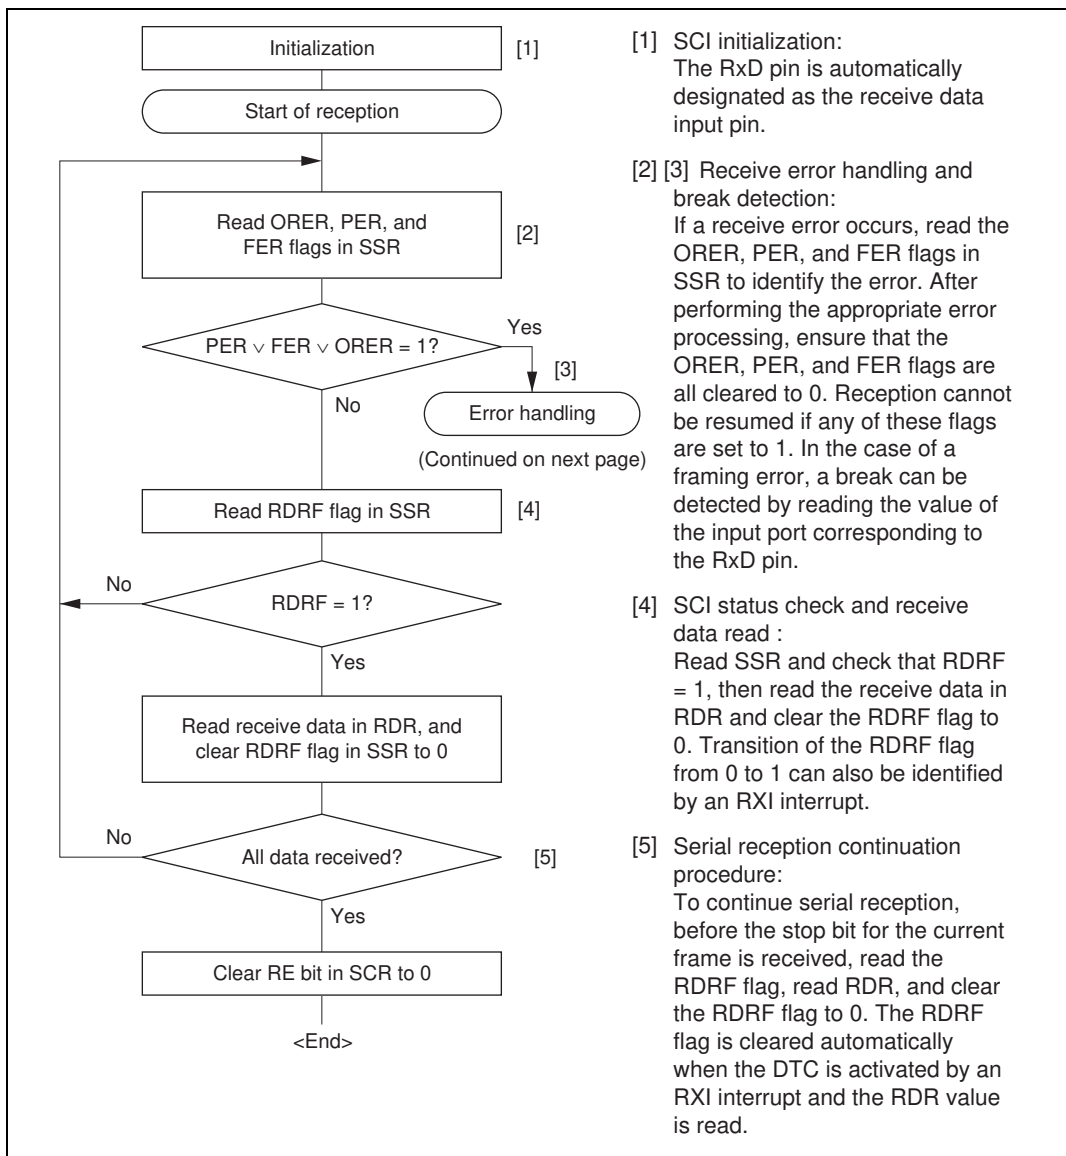 Initialization
[1]
Start of reception
Read ORER, PER, and
FER flags in SSR
[2]
PER ∨ FER ∨ ORER = 1?
Yes
[3]
Error handling
(Continued on next page)
No
Read RDRF flag in SSR
[4]
No
RDRF = 1?
Yes
Read receive data in RDR, and
clear RDRF flag in SSR to 0
No
All data received?
[5]
Yes
Clear RE bit in SCR to 0
<End>
[1] SCI initialization:
The RxD pin is automatically
designated as the receive data
input pin.
[2] [3] Receive error handling and
break detection:
If a receive error occurs, read the
ORER, PER, and FER flags in
SSR to identify the error. After
performing the appropriate error
processing, ensure that the
ORER, PER, and FER flags are
all cleared to 0. Reception cannot
be resumed if any of these flags
are set to 1. In the case of a
framing error, a break can be
detected by reading the value of
the input port corresponding to
the RxD pin.
[4] SCI status check and receive
data read :
Read SSR and check that RDRF
= 1, then read the receive data in
RDR and clear the RDRF flag to
0. Transition of the RDRF flag
from 0 to 1 can also be identified
by an RXI interrupt.
[5] Serial reception continuation
procedure:
To continue serial reception,
before the stop bit for the current
frame is received, read the
RDRF flag, read RDR, and clear
the RDRF flag to 0. The RDRF
flag is cleared automatically
when the DTC is activated by an
RXI interrupt and the RDR value
is read.